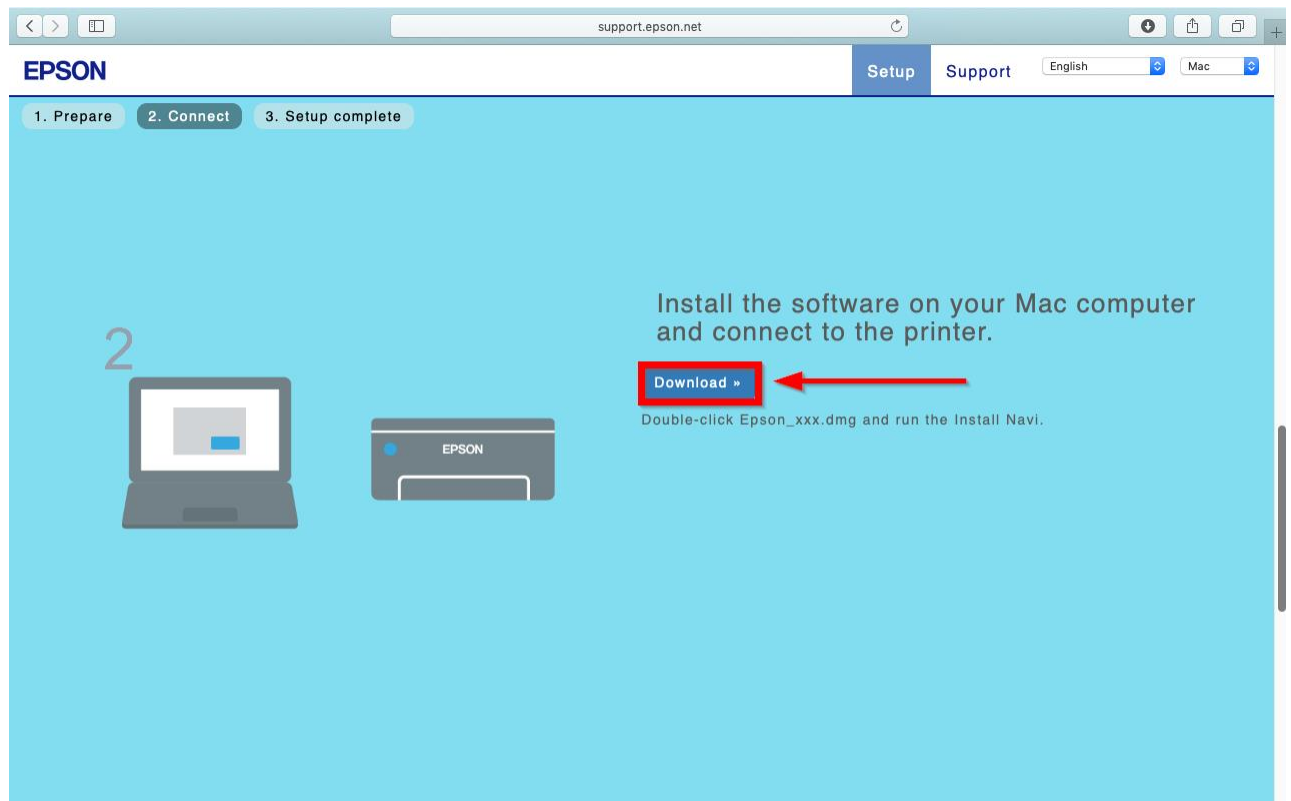 support.epson.net
EPSON
Setup
Support
English
Mac
1. Prepare
2. Connect
3. Setup complete
Install the software on your Mac computer
and connect to the printer.
2
Download »
Double-click Epson_xxx.dmg and run the Install Navi.
EPSON